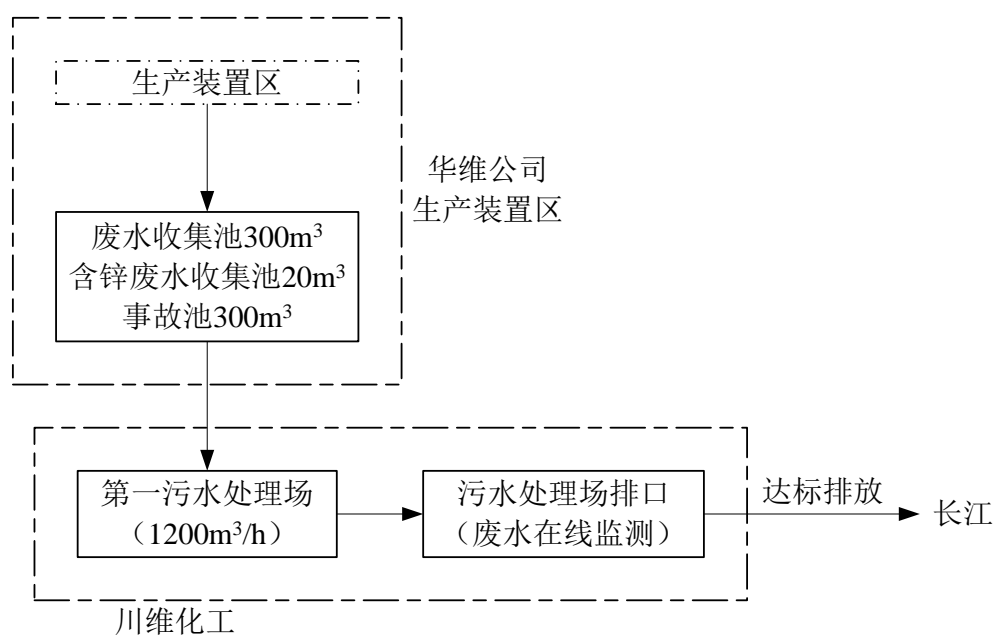 生产装置区
华维公司
生产装置区
废水收集池300m³
含锌废水收集池20m³
事故池300m³
第一污水处理场
（1200m³/h）
污水处理场排口
（废水在线监测）
达标排放
长江
川维化工